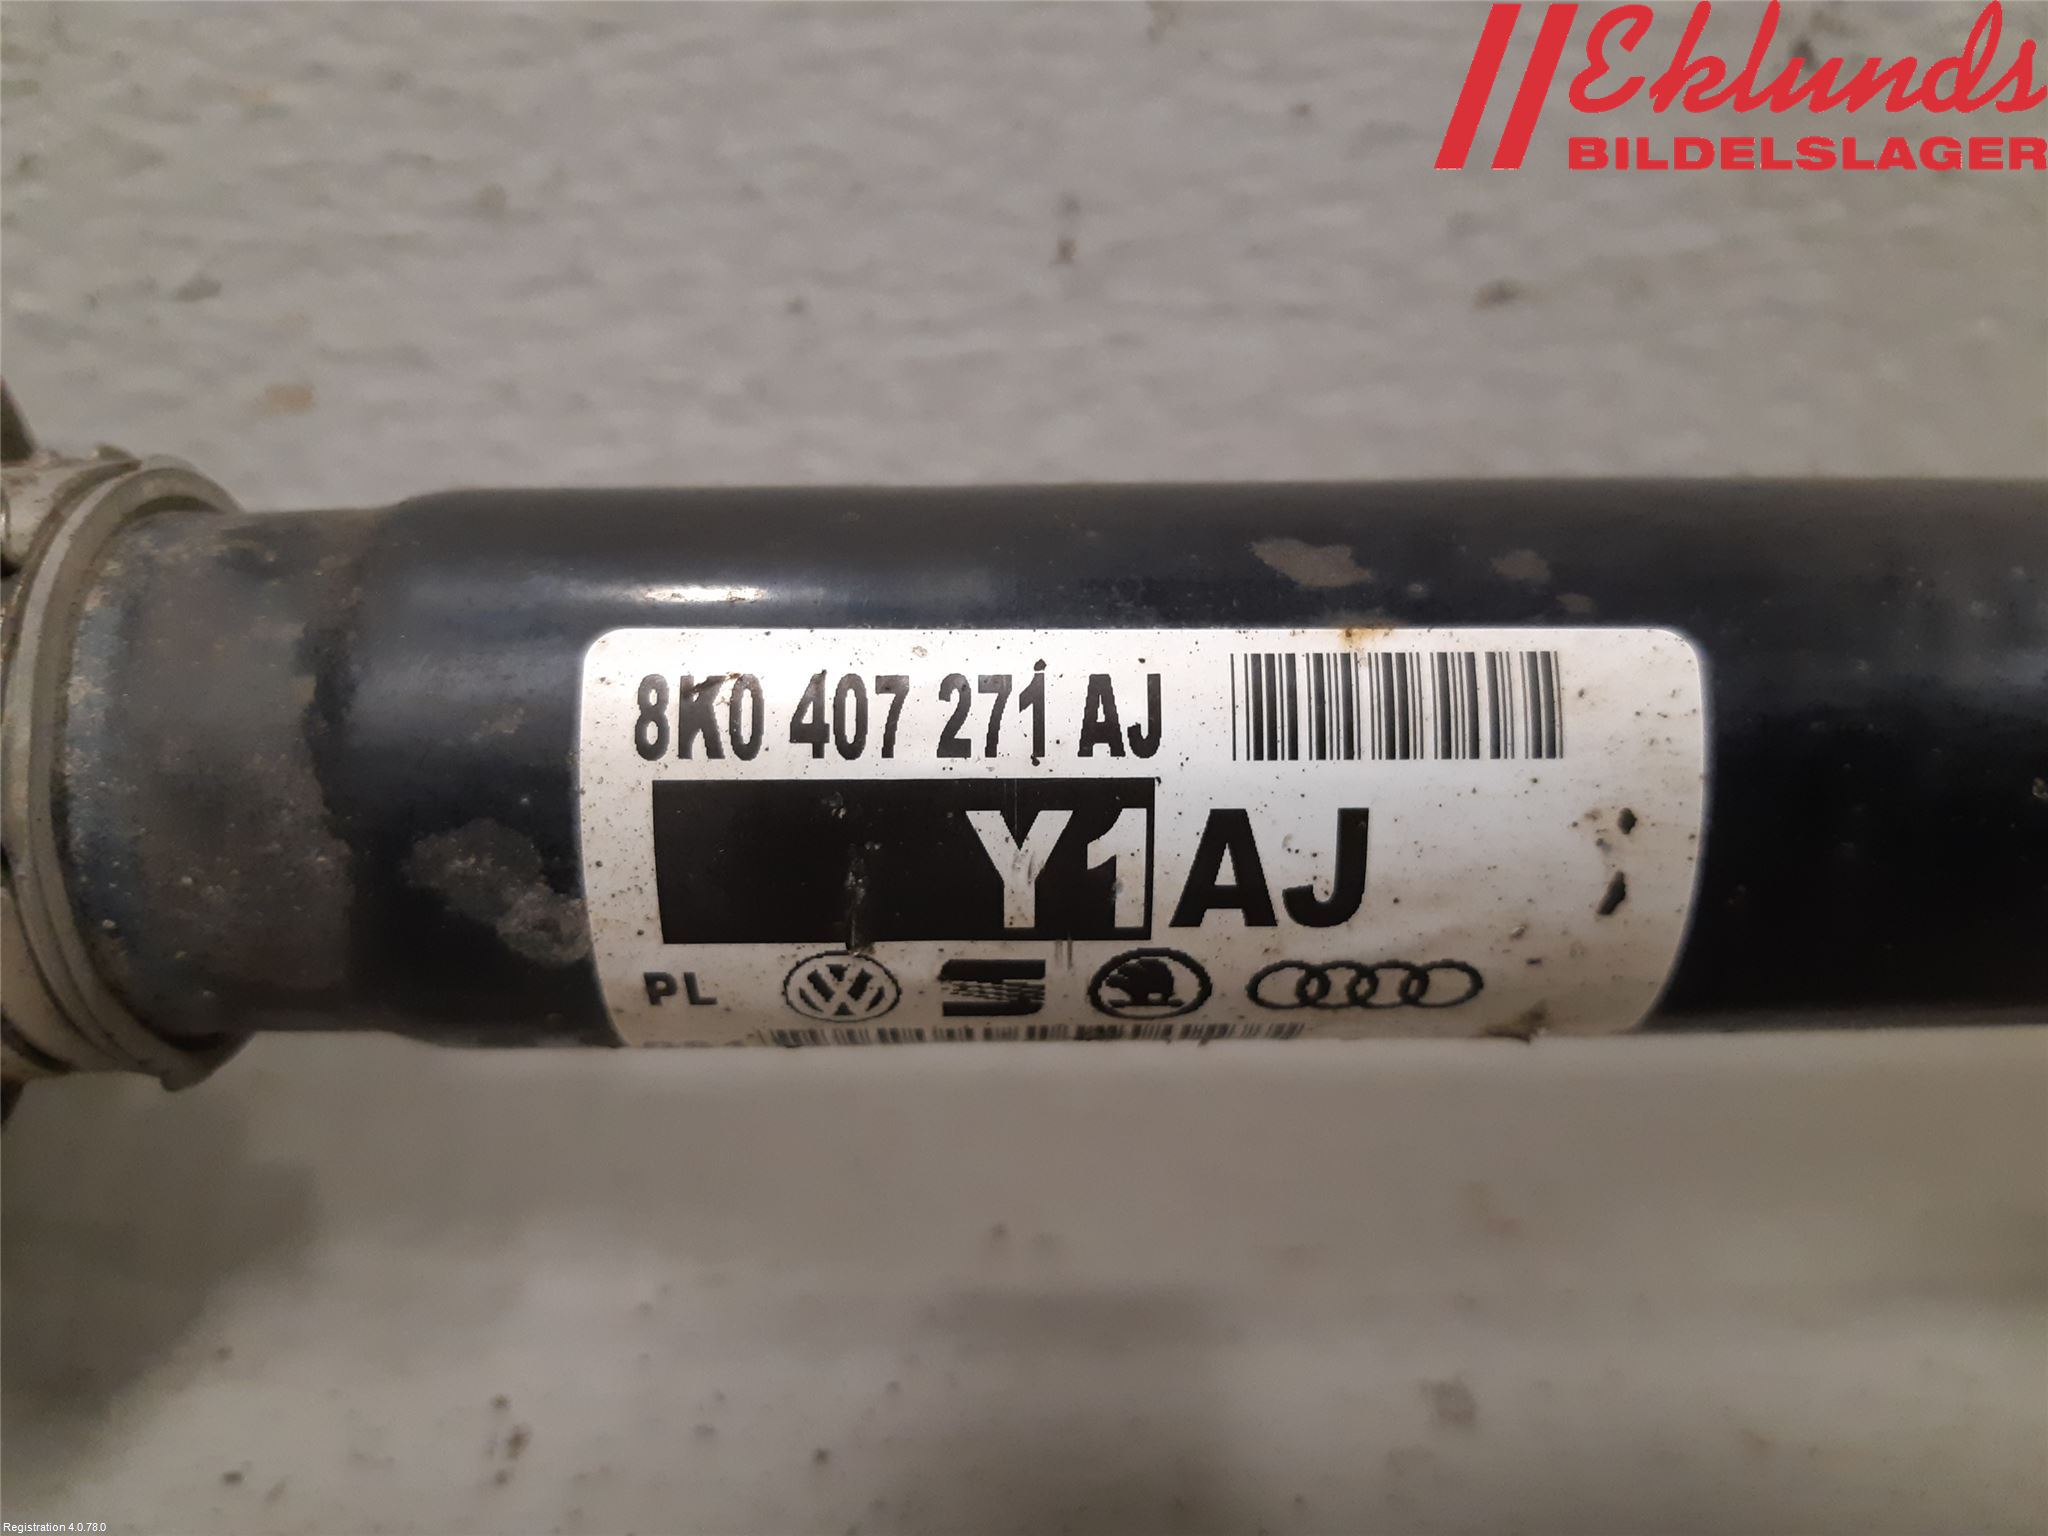 Eklunds
BILDELSLAGER
8K0 407 271 AJ
Y1AJ
PL
Registration 4.0.78.0